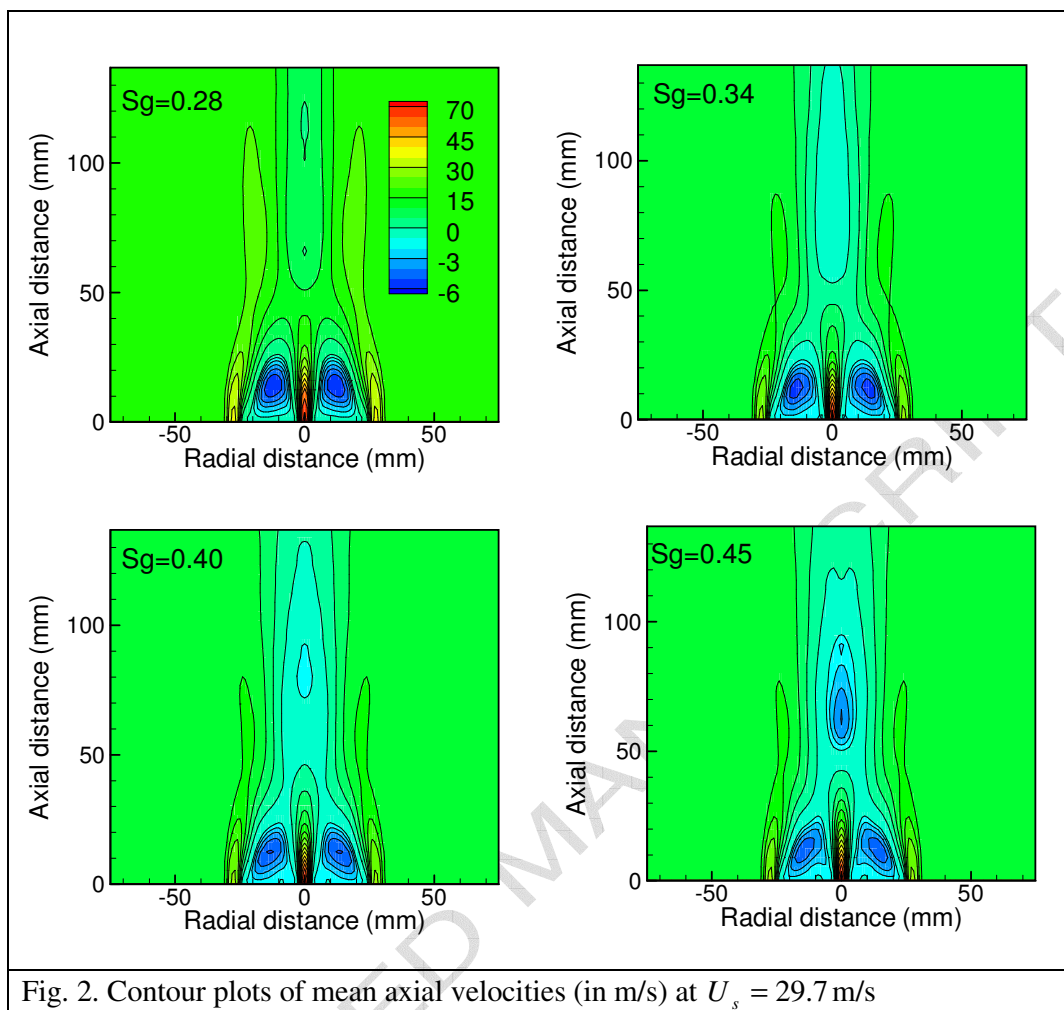 Sg=0.28
70
45
30
15
0
-3
-6
100
50
0
Axial distance (mm)
-50 0 50
Radial distance (mm)
Sg=0.34
100
50
0
Axial distance (mm)
-50 0 50
Radial distance (mm)
Sg=0.40
100
50
0
Axial distance (mm)
-50 0 50
Radial distance (mm)
Sg=0.45
100
50
0
Axial distance (mm)
-50 0 50
Radial distance (mm)
Fig. 2. Contour plots of mean axial velocities (in m/s) at U_s = 29.7 m/s